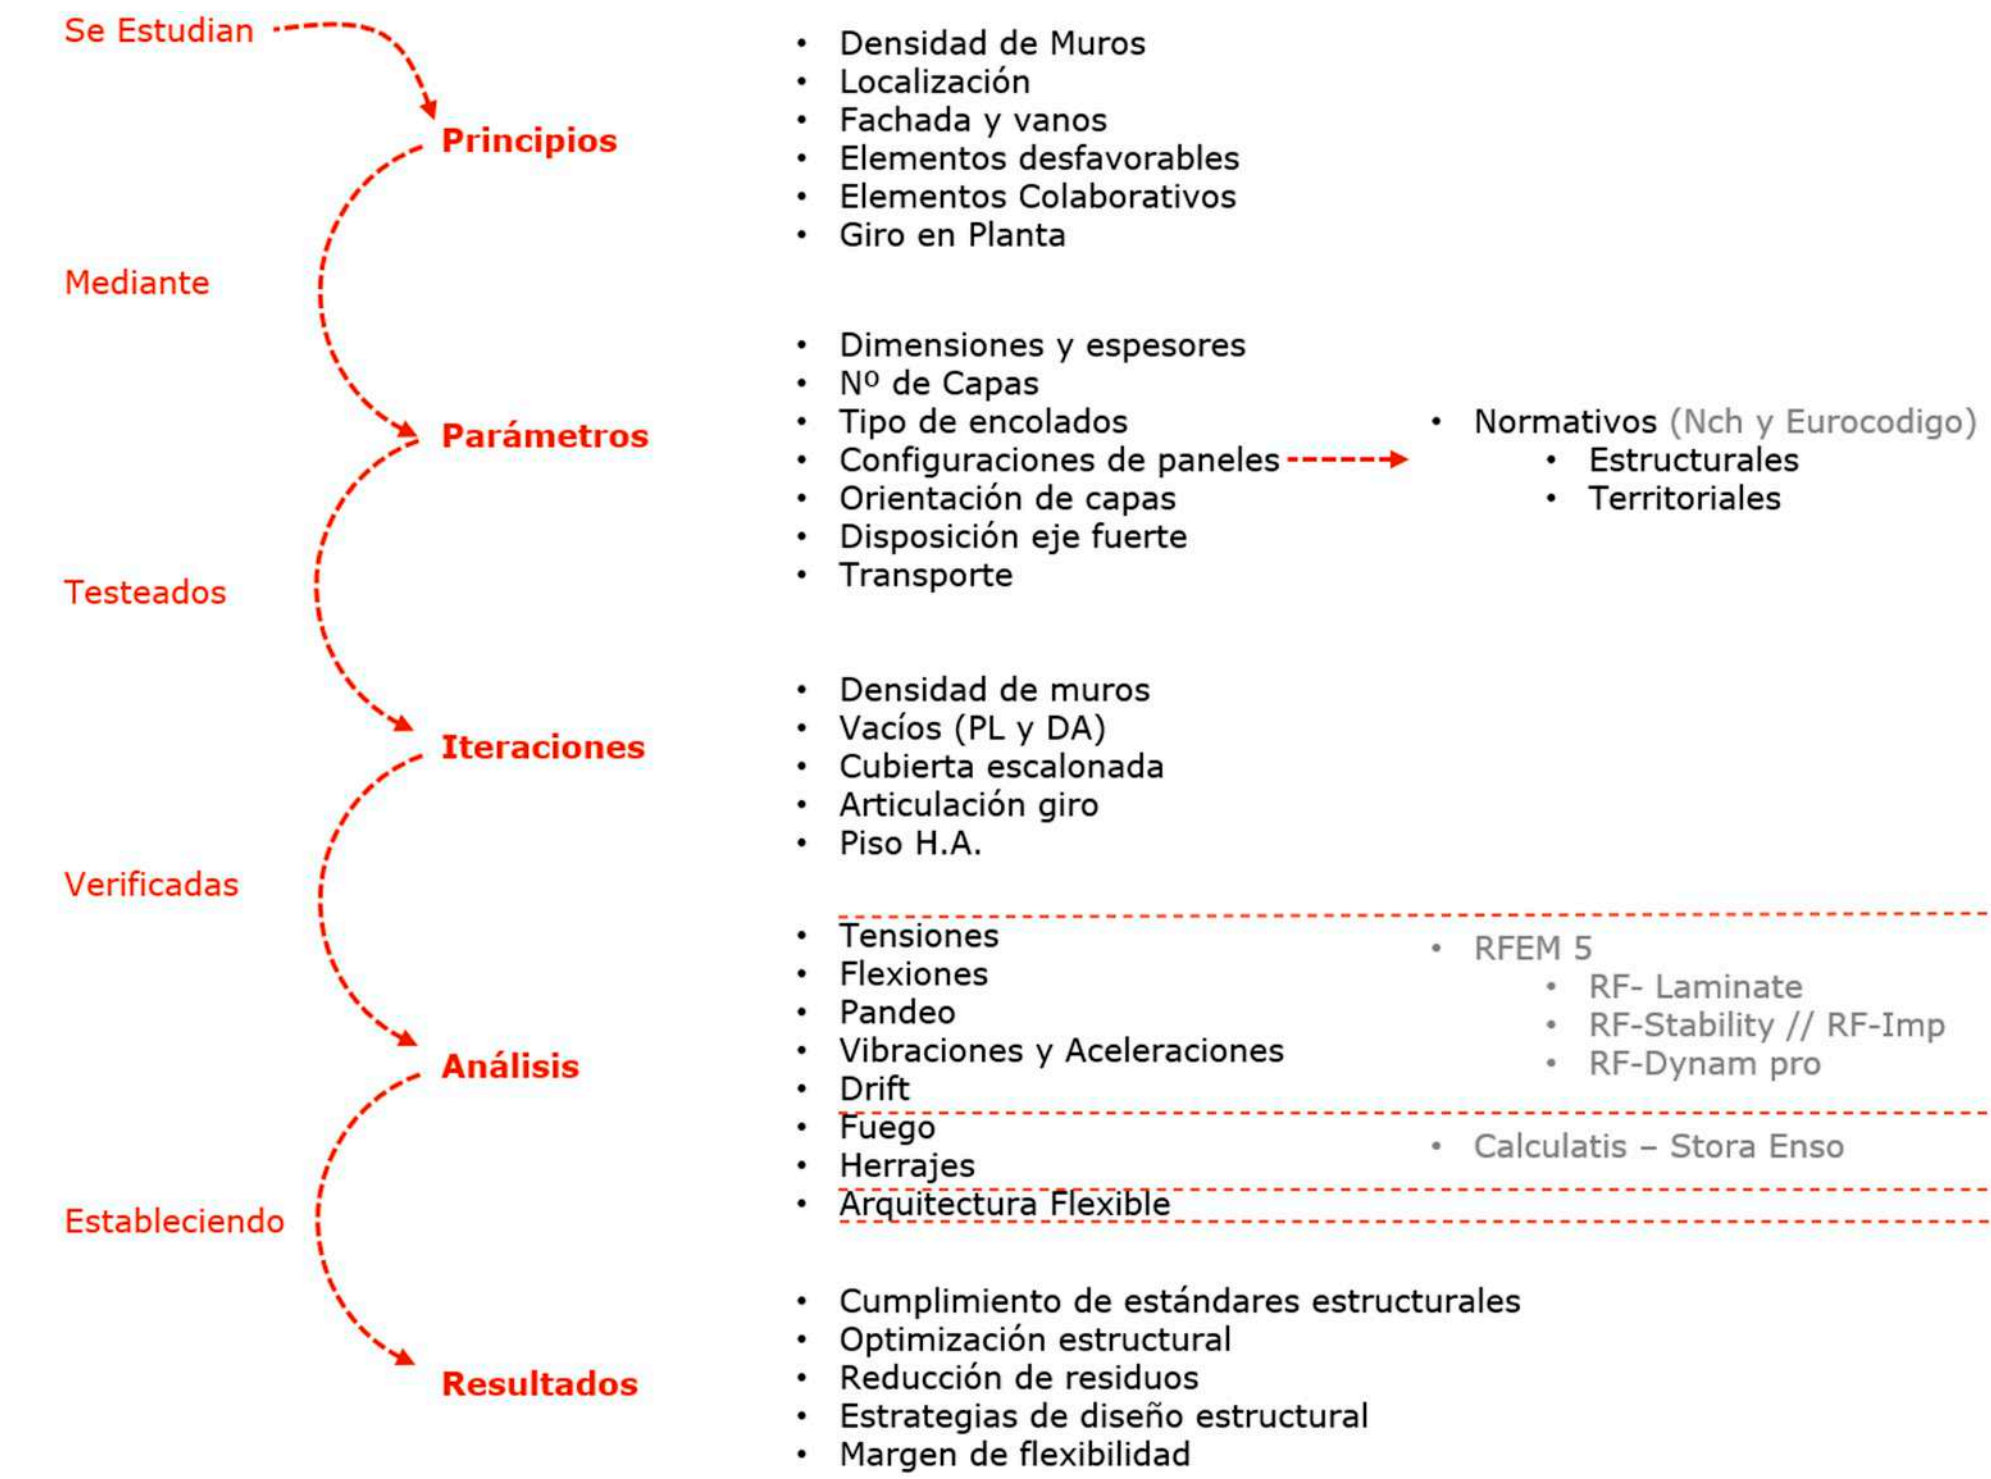 Se Estudian
Principios
• Densidad de Muros
• Localización
• Fachada y vanos
• Elementos desfavorables
• Elementos Colaborativos
• Giro en Planta
Mediante
Parámetros
• Dimensiones y espesores
• Nº de Capas
• Tipo de encolados
• Configuraciones de paneles
• Orientación de capas
• Disposición eje fuerte
• Transporte
• Normativos (Nch y Eurocodigo)
• Estructurales
• Territoriales
Testeados
Iteraciones
• Densidad de muros
• Vacíos (PL y DA)
• Cubierta escalonada
• Articulación giro
• Piso H.A.
Verificadas
Análisis
• Tensiones
• Flexiones
• Pandeo
• Vibraciones y Aceleraciones
• Drift
• Fuego
• Herrajes
• Arquitectura Flexible
• RFEM 5
• RF- Laminate
• RF-Stability // RF-Imp
• RF-Dynam pro
• Calculatis – Stora Enso
Estableciendo
Resultados
• Cumplimiento de estándares estructurales
• Optimización estructural
• Reducción de residuos
• Estrategias de diseño estructural
• Margen de flexibilidad